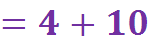 = 4 + 10